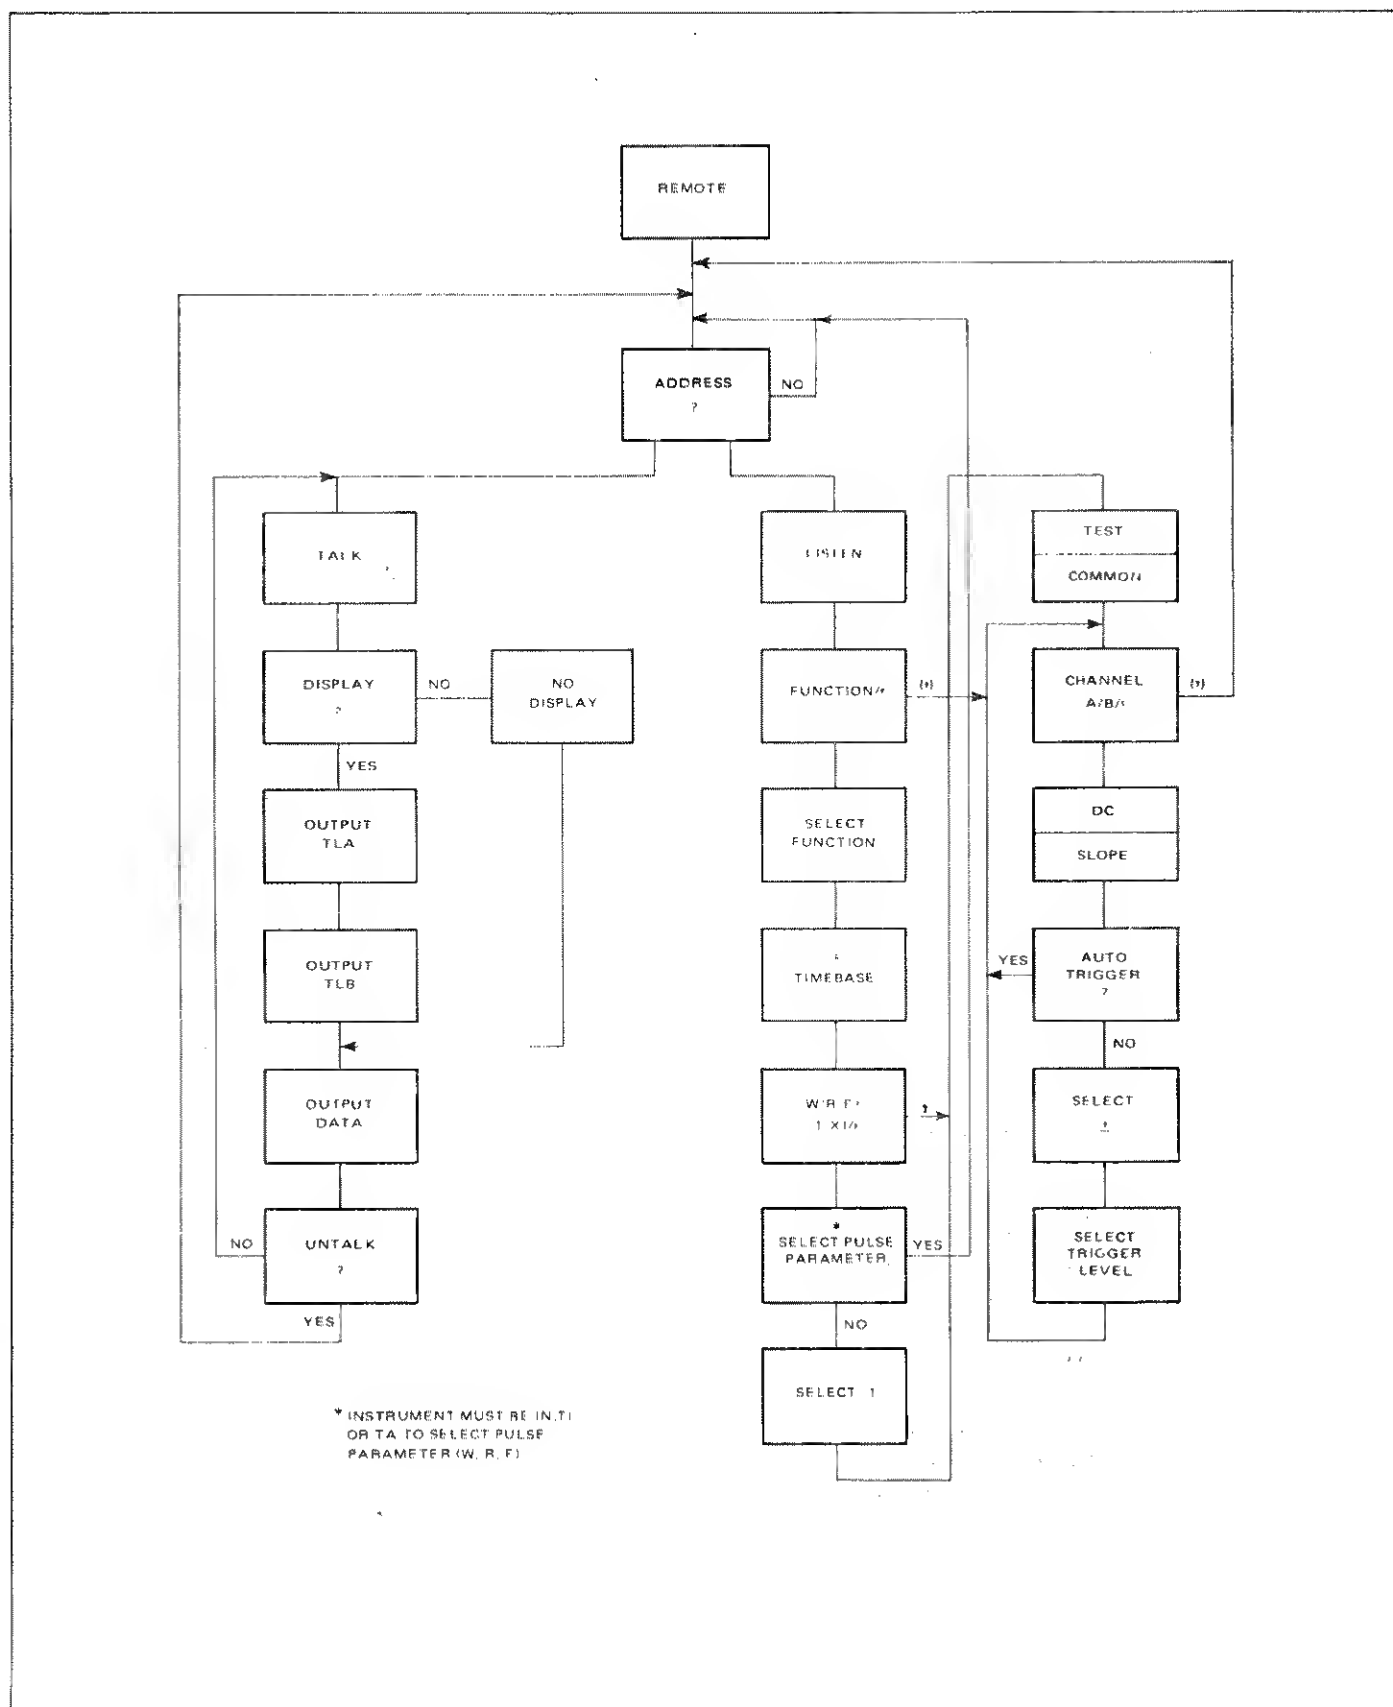 REMOTE
ADDRESS
?
NO
TALK
DISPLAY
?
NO
NO
DISPLAY
YES
OUTPUT
TLA
OUTPUT
TLB
OUTPUT
DATA
UNTALK
?
NO
YES
LISTEN
FUNCTION
SELECT
FUNCTION
TIMEBASE
*
SELECT PULSE
PARAMETER
YES
NO
SELECT
TEST
COMMON
CHANNEL
A/B
DC
SLOPE
AUTO
TRIGGER
?
YES
NO
SELECT
SELECT
TRIGGER
LEVEL
* INSTRUMENT MUST BE IN
OR TA TO SELECT PULSE
PARAMETER (W, R, F)